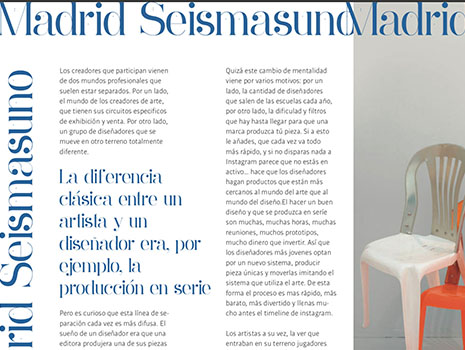 Madrid Seismasuno
Madrid
rid Seismasuno
Los creadores que participan vienen
de dos mundos profesionales que
suelen estar separados. Por un lado,
el mundo de los creadores de arte,
que tienen sus circuitos específicos
de exhibición y venta. Por otro lado,
un grupo de diseñadores que se
mueve en otro terreno totalmente
diferente.
La diferencia
clásica entre un
artista y un
diseñador era, por
ejemplo, la
producción en serie
Pero es curioso que esta línea de se-
paración cada vez es más difusa. El
sueño de un diseñador era que una
editora produjera una de sus piezas
Quizá este cambio de mentalidad
viene por varios motivos: por un
lado, la cantidad de diseñadores
que salen de las escuelas cada año,
por otro lado, la dificulad y filtros
que hay hasta llegar para que una
marca produzca tú pieza. Si a esto
le añades, que cada vez va todo
más rápido, y si no disparas nada a
Instagram parece que no estás en
activo... hace que los diseñadores
hagan productos que están más
cercanos al mundo del arte que al
mundo del diseño.El hacer un buen
diseño y que se produzca en serie
son muchas, muchas horas, muchas
reuniones, muchos prototipos,
mucho dinero que invertir. Así que
los diseñadores más jovenes optan
por un nuevo sistema, producir
pieza únicas y moverlas imitando el
sistema que utiliza el arte. De esta
forma el proceso es mas rápido, más
barato, más divertido y llenas mu-
cho antes el timeline de instagram.
Los artistas a su vez, la ver que
entraban en su terreno jugadores